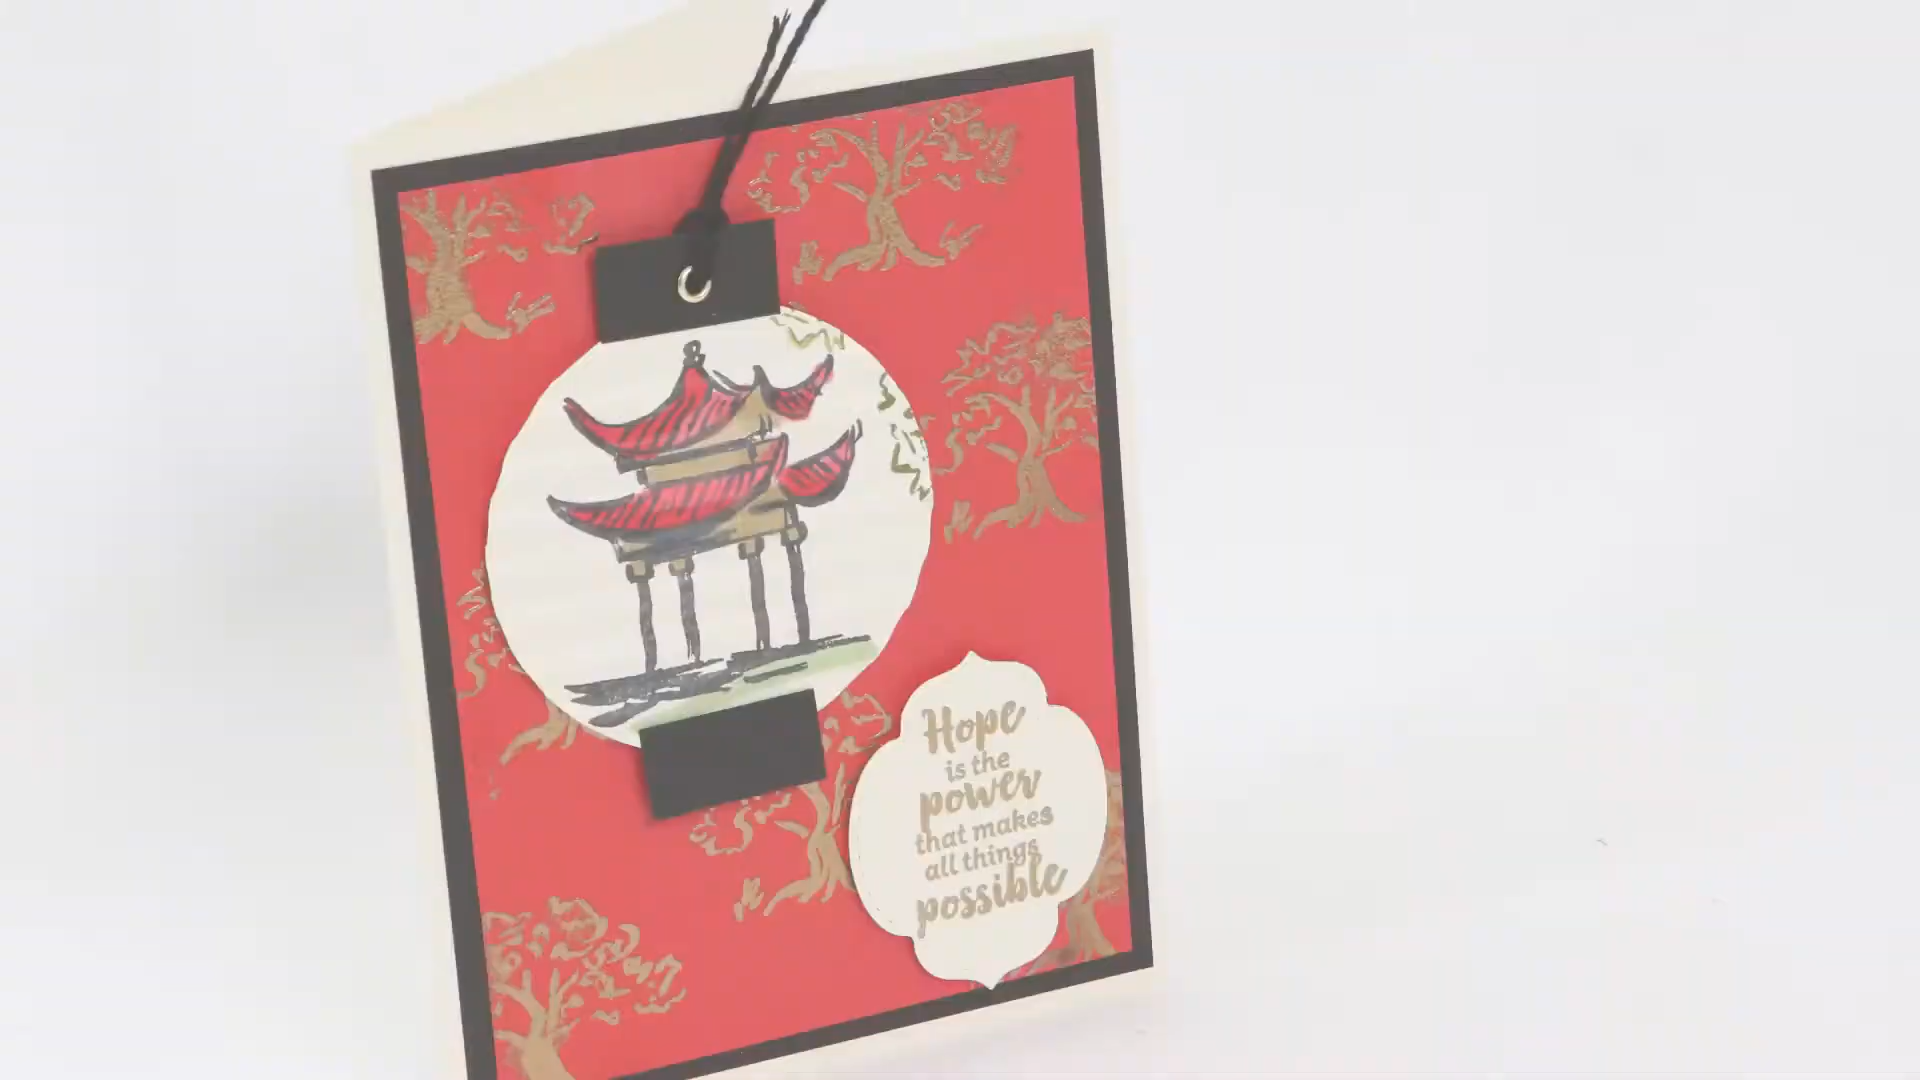 Hope
is the
power
that makes
all things
possible